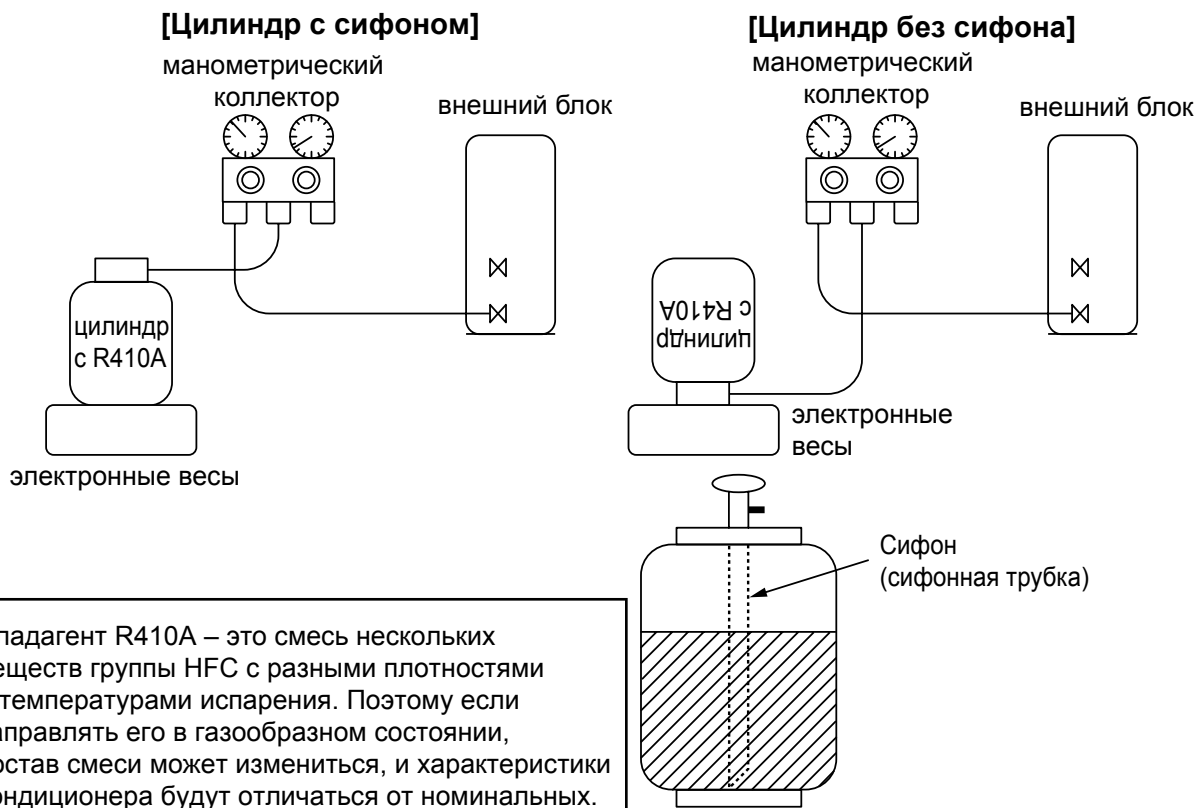 [Цилиндр с сифоном]
манометрический
коллектор
внешний блок
цилиндр
с R410A
электронные весы
[Цилиндр без сифона]
манометрический
коллектор
внешний блок
цилиндр
с R410A
электронные
весы
Сифон
(сифонная трубка)
ладагент R410A – это смесь нескольких
еществ группы HFC с разными плотностями
температурами испарения. Поэтому если
аправлять его в газообразном состоянии,
остав смеси может измениться, и характеристики
ондиционера будут отличаться от номинальных.